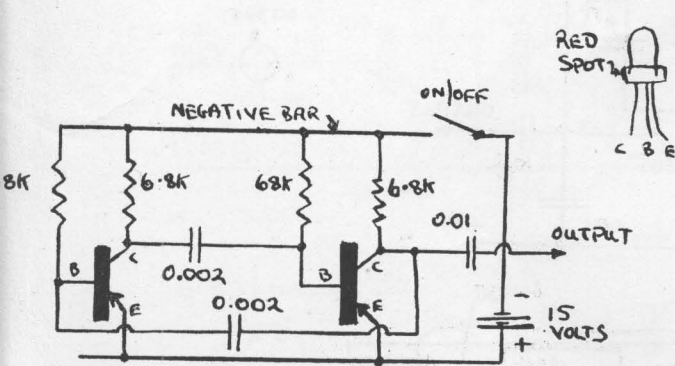 RED
SPOT
ON/OFF
NEGATIVE BAR
C B E
8K
6.8K
68K
6.8K
0.01
OUTPUT
B
C
0.002
B
C
E
0.002
E
-
15
VOLTS
+